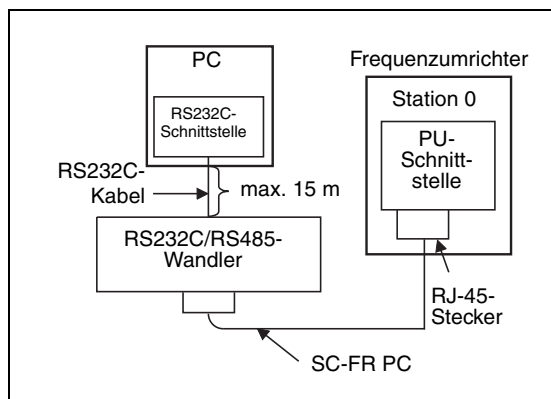 PC
RS232C-
Schnittstelle
RS232C-
Kabel
max. 15 m
RS232C/RS485-
Wandler
Frequenzumrichter
Station 0
PU-
Schnitt-
stelle
RJ-45-
Stecker
SC-FR PC